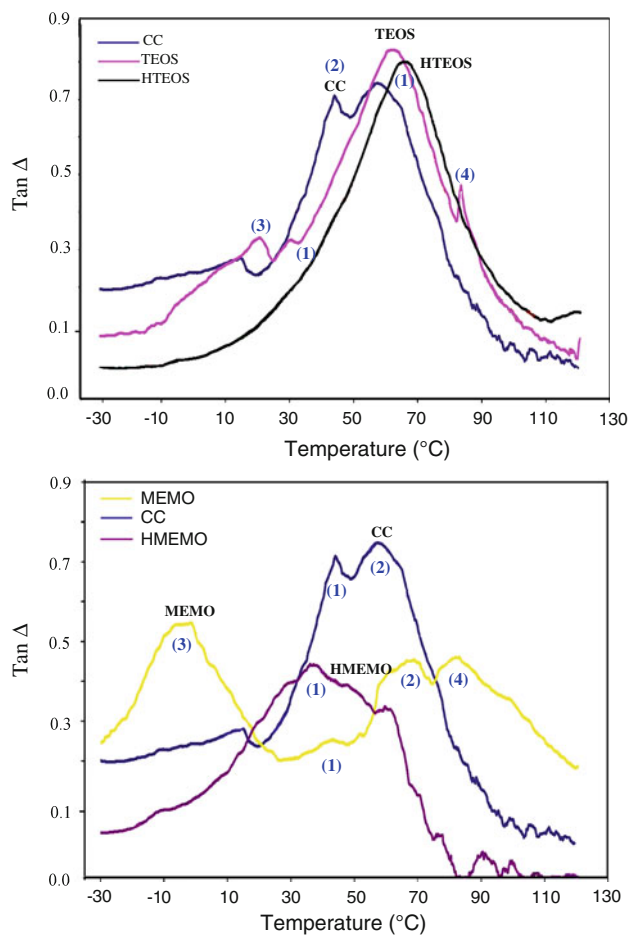 0.9
0.7
0.5
0.3
0.1
0.0
Tan Δ
CC
TEOS
HTEOS
TEOS
HTEOS
(2)
CC
(1)
(3)
(1)
(4)
-30 -10 10 30 50 70 90 110 130
Temperature (°C)
0.9
0.7
0.5
0.3
0.1
0.0
Tan Δ
MEMO
CC
HMEMO
CC
(1)
(2)
MEMO
(3)
HMEMO
(1)
(2)
(4)
(1)
-30 -10 10 30 50 70 90 110 130
Temperature (°C)